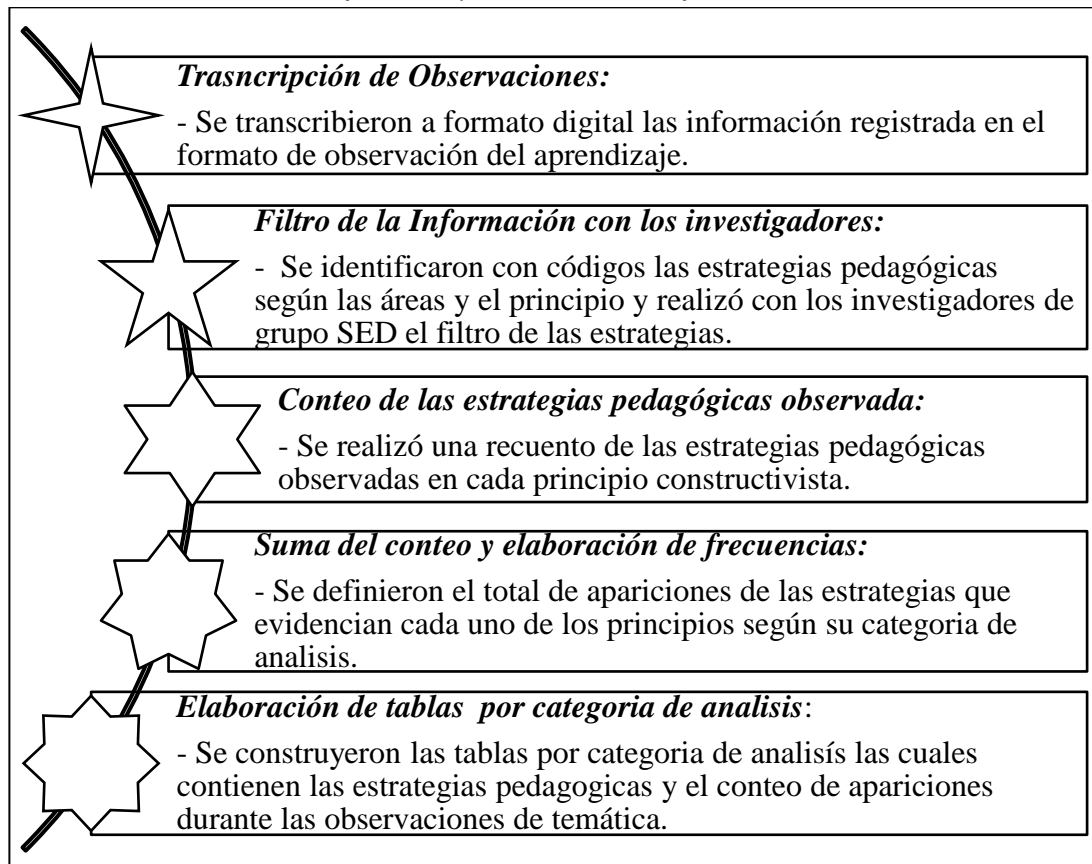 Trasncripción de Observaciones:
- Se transcribieron a formato digital las información registrada en el
formato de observación del aprendizaje.
Filtro de la Información con los investigadores:
- Se identificaron con códigos las estrategias pedagógicas
según las áreas y el principio y realizó con los investigadores de
grupo SED el filtro de las estrategias.
Conteo de las estrategias pedagógicas observada:
- Se realizó una recuento de las estrategias pedagógicas
observadas en cada principio constructivista.
Suma del conteo y elaboración de frecuencias:
- Se definieron el total de apariciones de las estrategias que
evidencian cada uno de los principios según su categoria de
analisis.
Elaboración de tablas por categoria de analisis:
- Se construyeron las tablas por categoria de analisís las cuales
contienen las estrategias pedagogicas y el conteo de apariciones
durante las observaciones de temática.